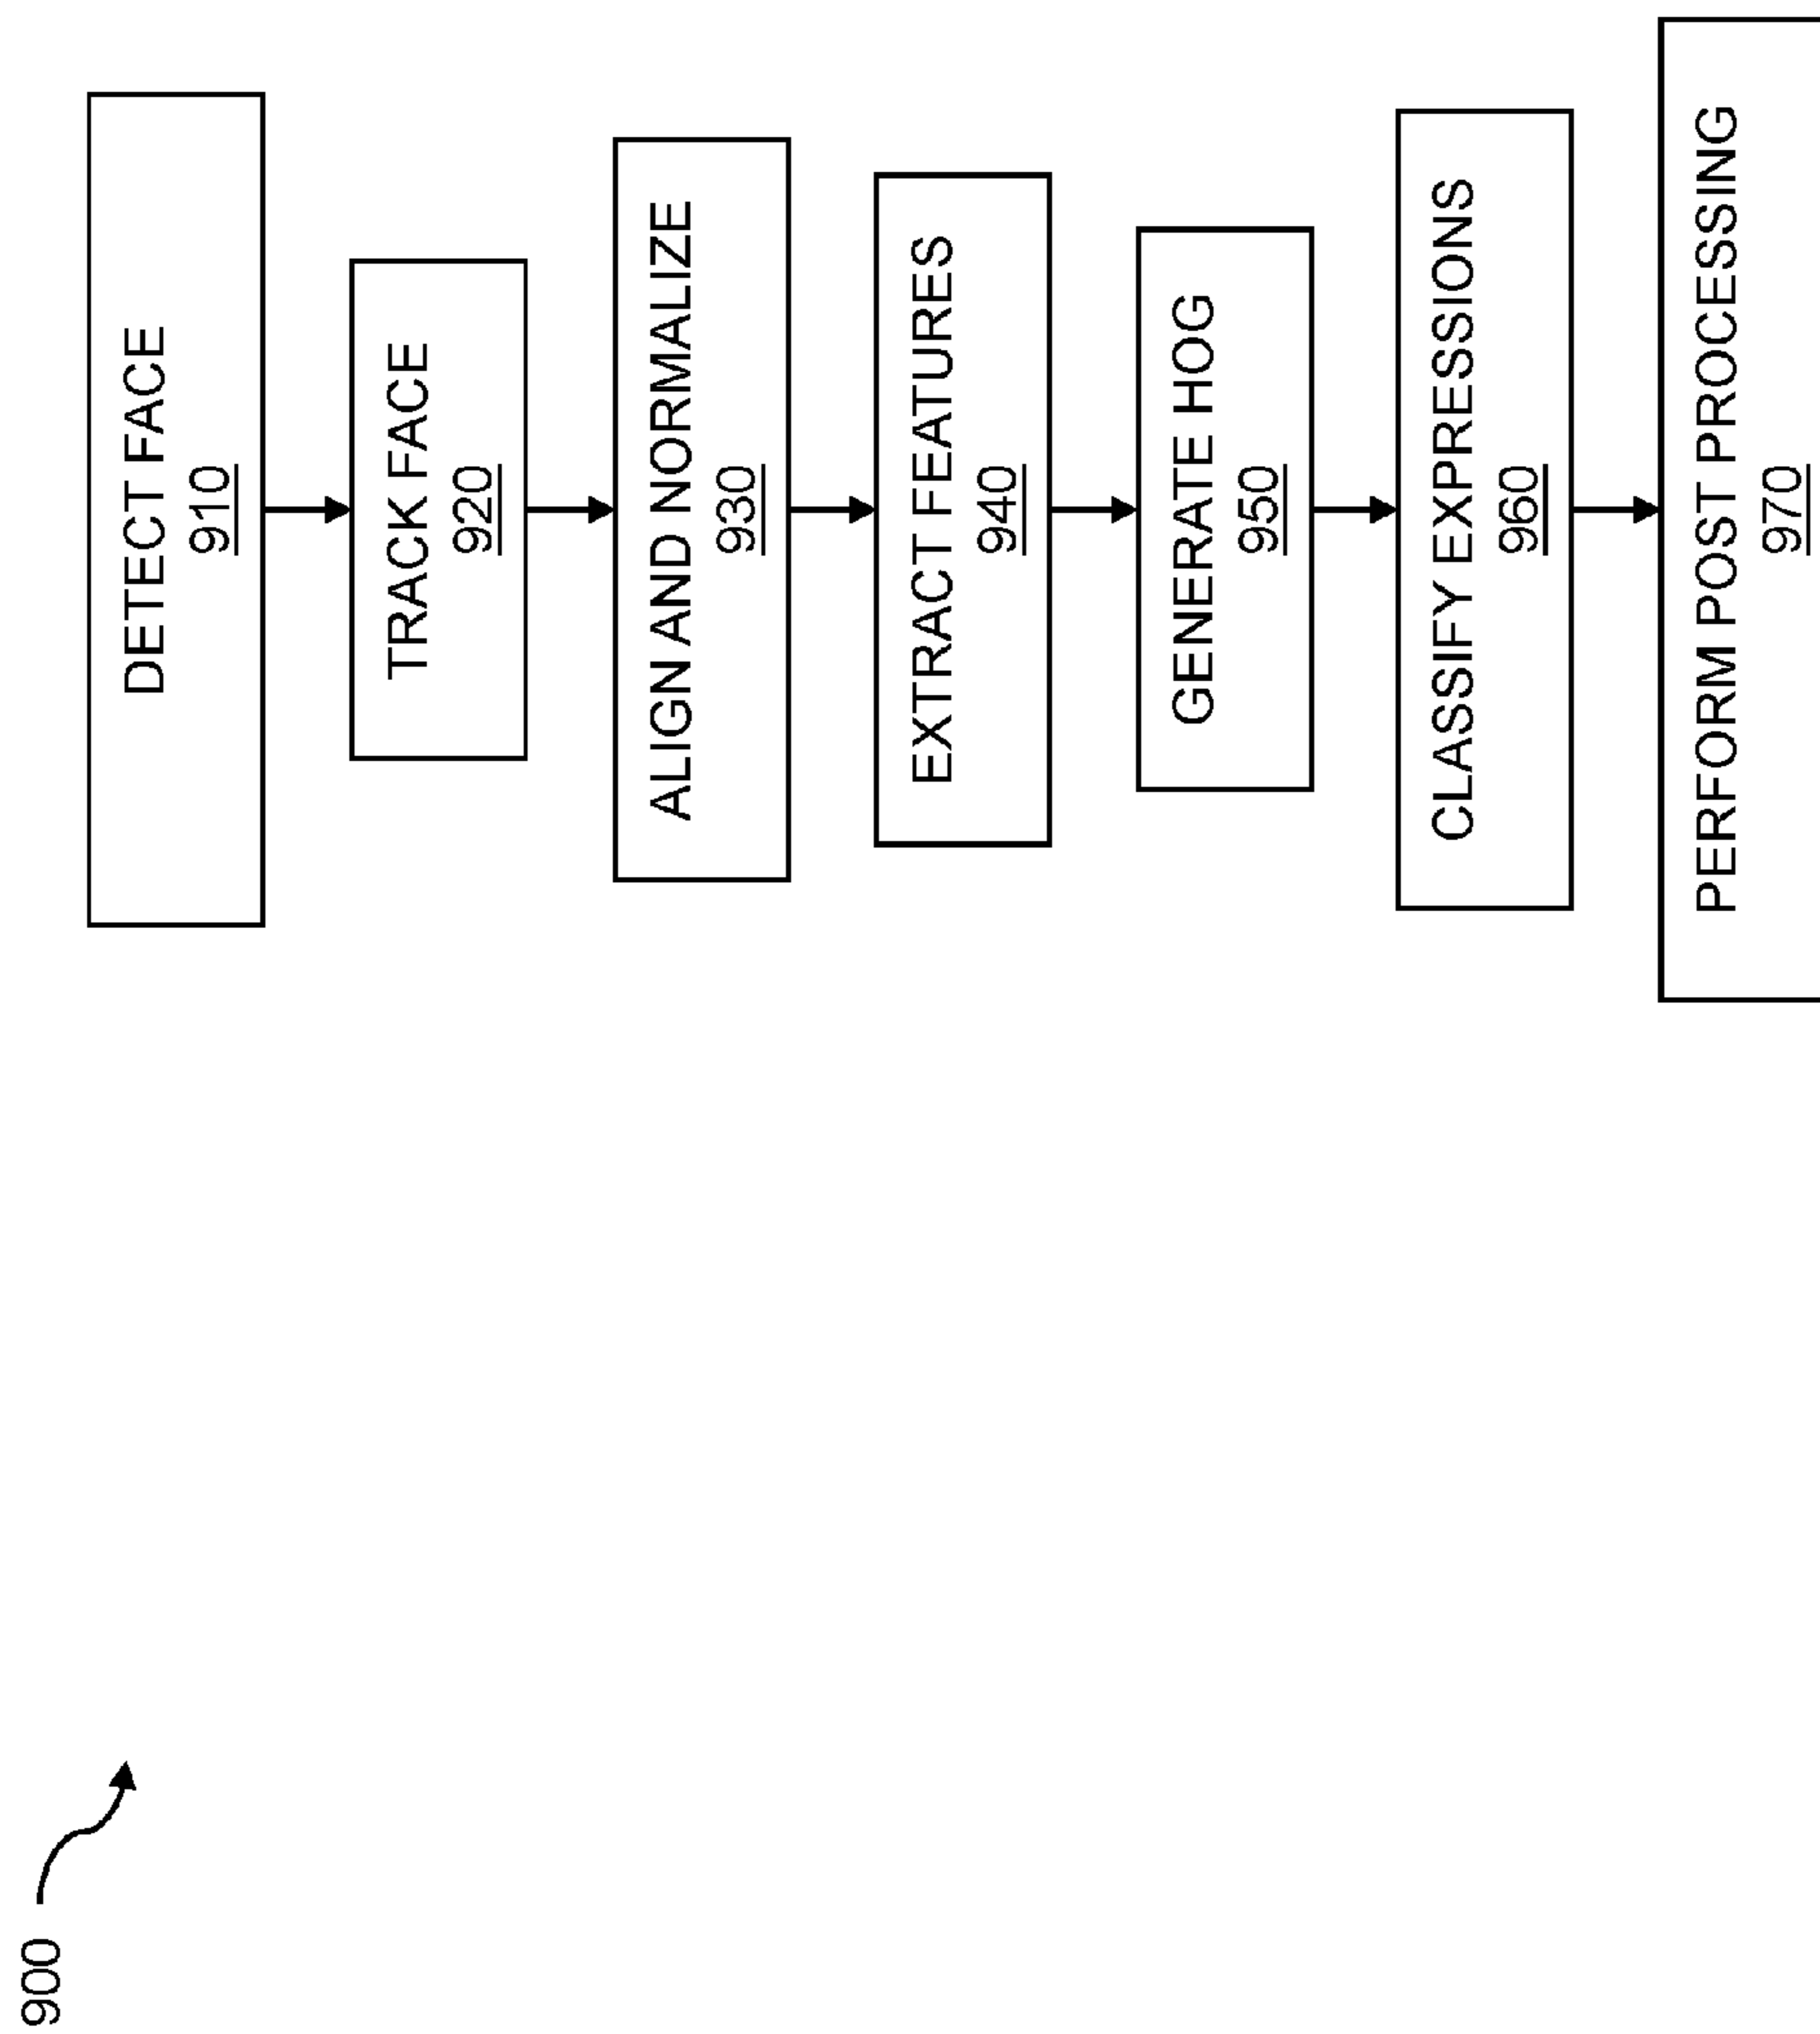 900
DETECT FACE
910
TRACK FACE
920
ALIGN AND NORMALIZE
930
EXTRACT FEATURES
940
GENERATE HOG
950
CLASSIFY EXPRESSIONS
960
PERFORM POST PROCESSING
970